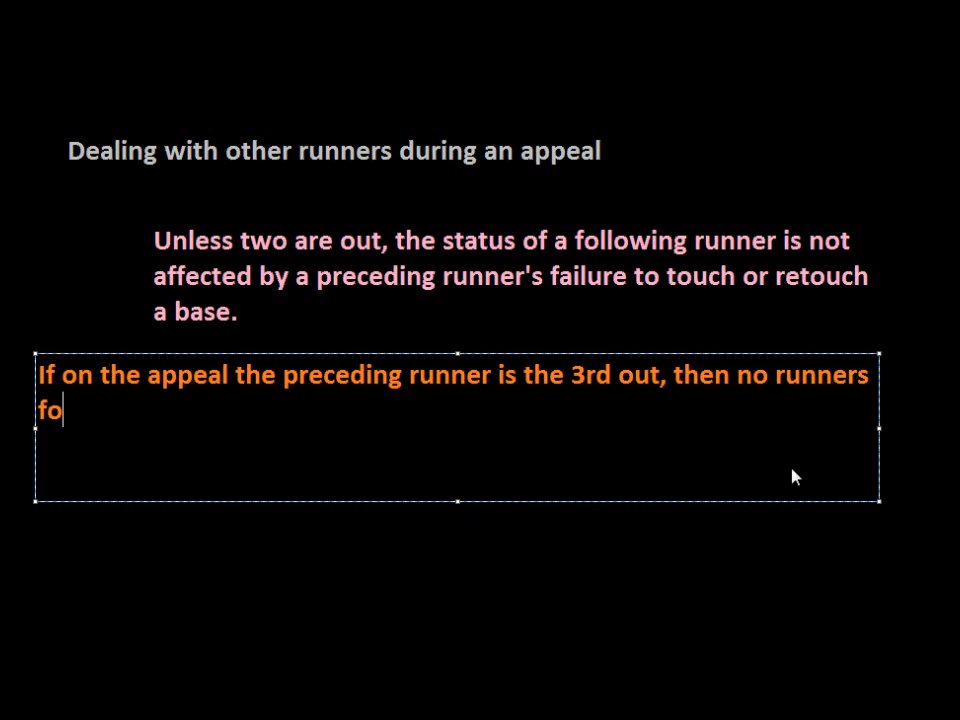 Dealing with other runners during an appeal
Unless two are out, the status of a following runner is not
affected by a preceding runner's failure to touch or retouch
a base.
If on the appeal the preceding runner is the 3rd out, then no runners
fo